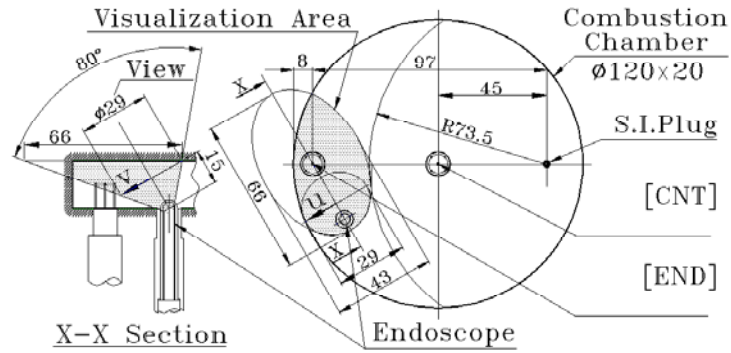 Visualization Area
Combustion
Chamber
Ø120×20
80°
View
8
97
X
ø29
45
66
R73.5
S.I.Plug
15
V
66
U
[CNT]
X
29
43
[END]
X-X Section
Endoscope